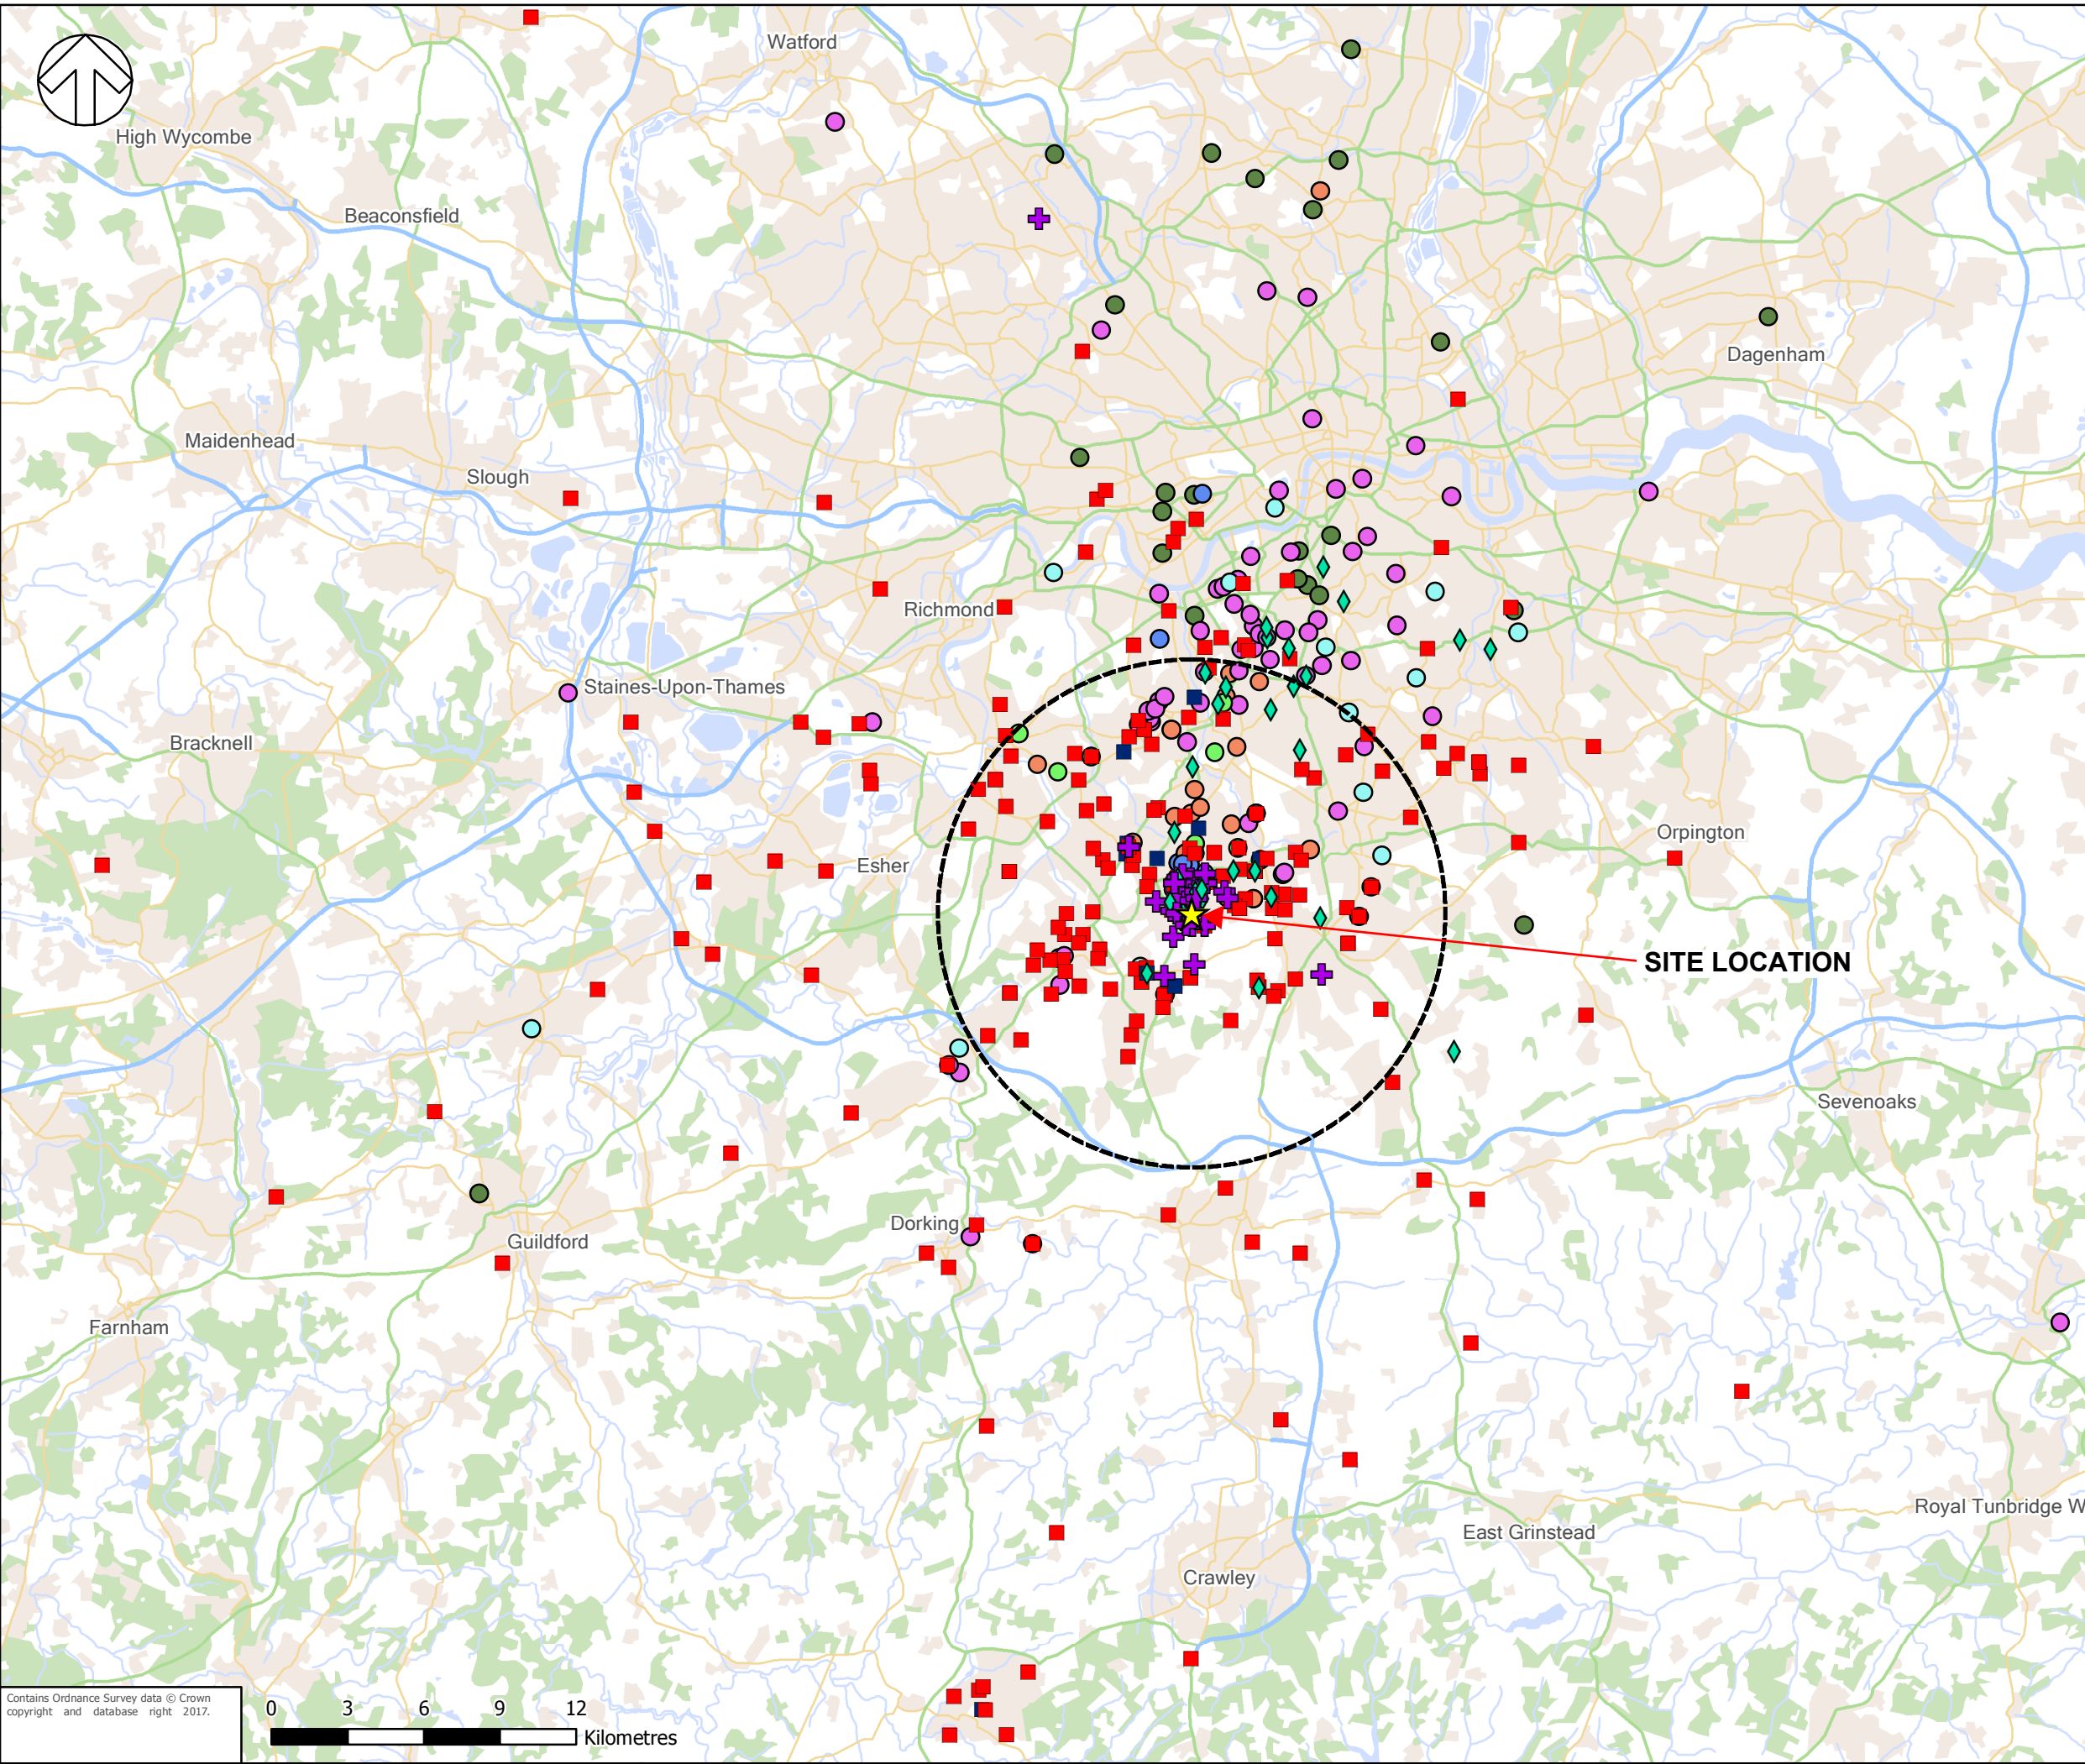 Watford
High Wycombe
Beaconsfield
Dagenham
Maidenhead
Slough
Richmond
Staines-Upon-Thames
Bracknell
Orpington
Esher
SITE LOCATION
Sevenoaks
Dorking
Guildford
Farnham
Royal Tunbridge W
East Grinstead
Crawley
Contains Ordnance Survey data © Crown
copyright and database right 2017.
0 3 6 9 12
Kilometres